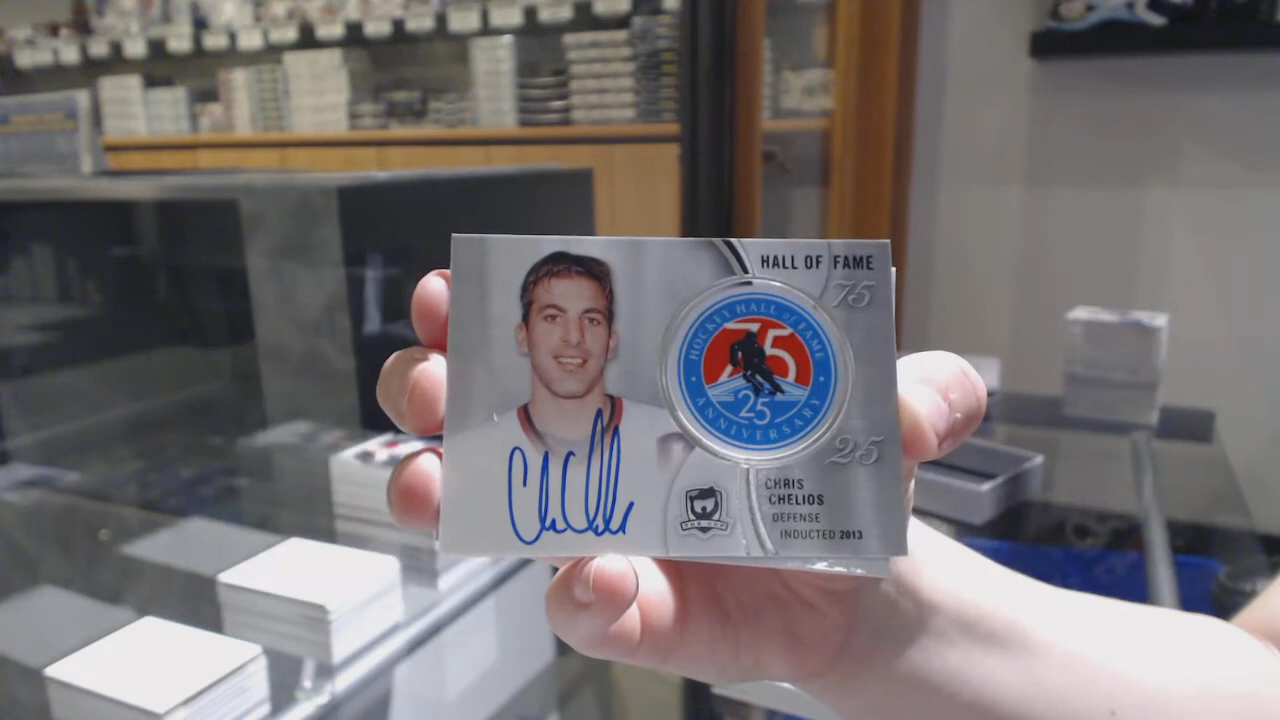 HALL OF FAME
75
HOCKEY HALL of FAME
75
25
ANNIVERSARY
25
CHRIS
CHELIOS
DEFENSE
INDUCTED 2013
THE CUP